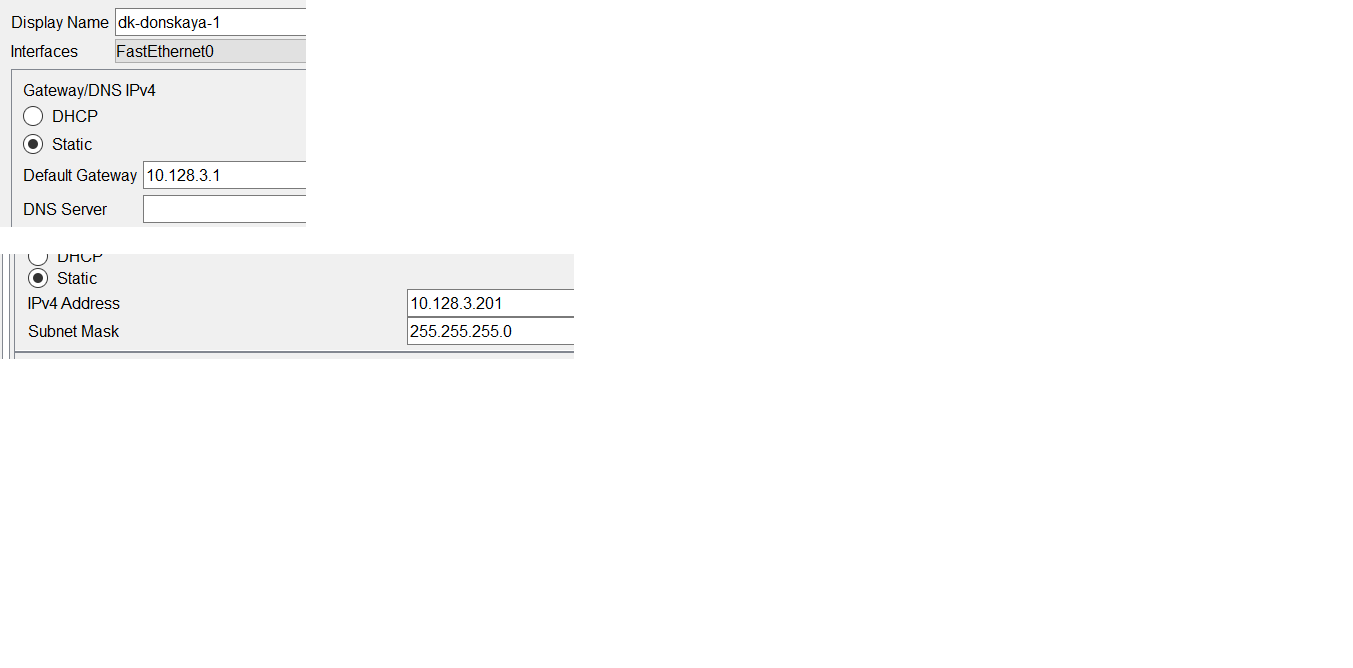 Display Name dk-donskaya-1
Interfaces FastEthernet0
Gateway/DNS IPv4
DHCP
Static
Default Gateway 10.128.3.1
DNS Server
DHCP
Static
IPv4 Address 10.128.3.201
Subnet Mask 255.255.255.0